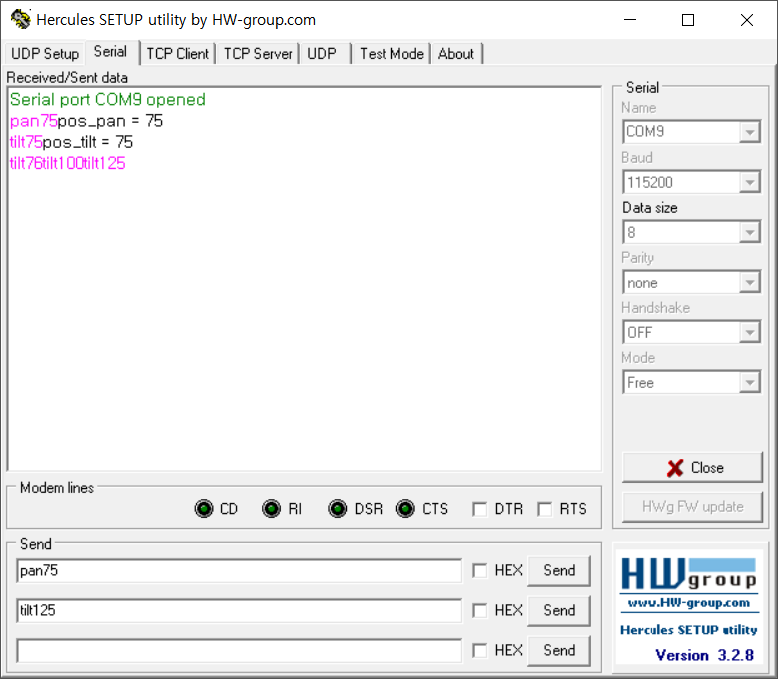 Hercules SETUP utility by HW-group.com
UDP Setup Serial TCP Client TCP Server UDP Test Mode About
Received/Sent data
Serial port COM9 opened
pan75pos_pan = 75
tilt75pos_tilt = 75
tilt76tilt100tilt125
Serial
Name
COM9
Baud
115200
Data size
8
Parity
none
Handshake
OFF
Mode
Free
Close
HWg FW update
Modem lines
CD RI DSR CTS DTR RTS
Send
pan75 HEX Send
tilt125 HEX Send
HEX Send
HW group
www.HW-group.com
Hercules SETUP utility
Version 3.2.8